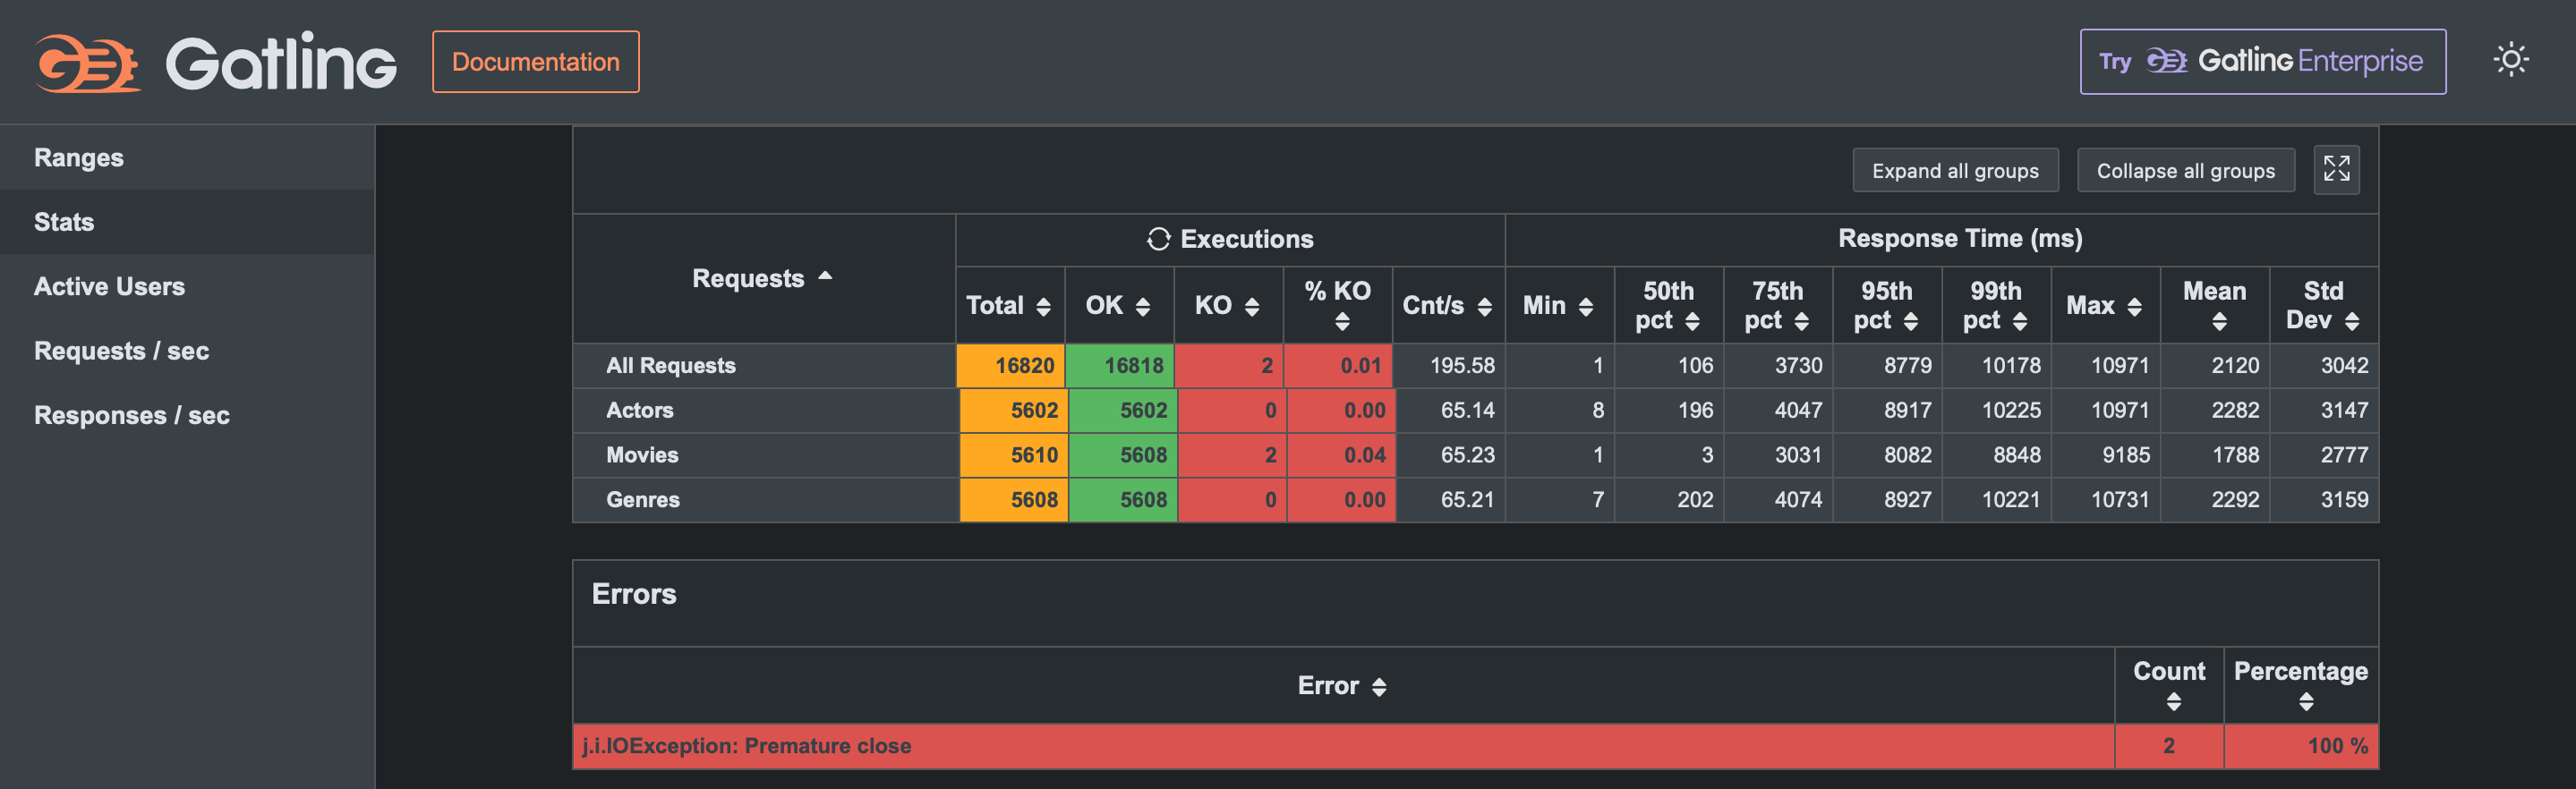 Gatling Documentation Try Gatling Enterprise
Ranges
Stats
Active Users
Requests / sec
Responses / sec
Expand all groups Collapse all groups
Requests Executions Response Time (ms)
Total OK KO % KO Cnt/s Min 50th pct 75th pct 95th pct 99th pct Max Mean Std Dev
All Requests 16820 16818 2 0.01 195.58 1 106 3730 8779 10178 10971 2120 3042
Actors 5602 5602 0 0.00 65.14 8 196 4047 8917 10225 10971 2282 3147
Movies 5610 5608 2 0.04 65.23 1 3 3031 8082 8848 9185 1788 2777
Genres 5608 5608 0 0.00 65.21 7 202 4074 8927 10221 10731 2292 3159
Errors
Error Count Percentage
j.i.IOException: Premature close 2 100 %